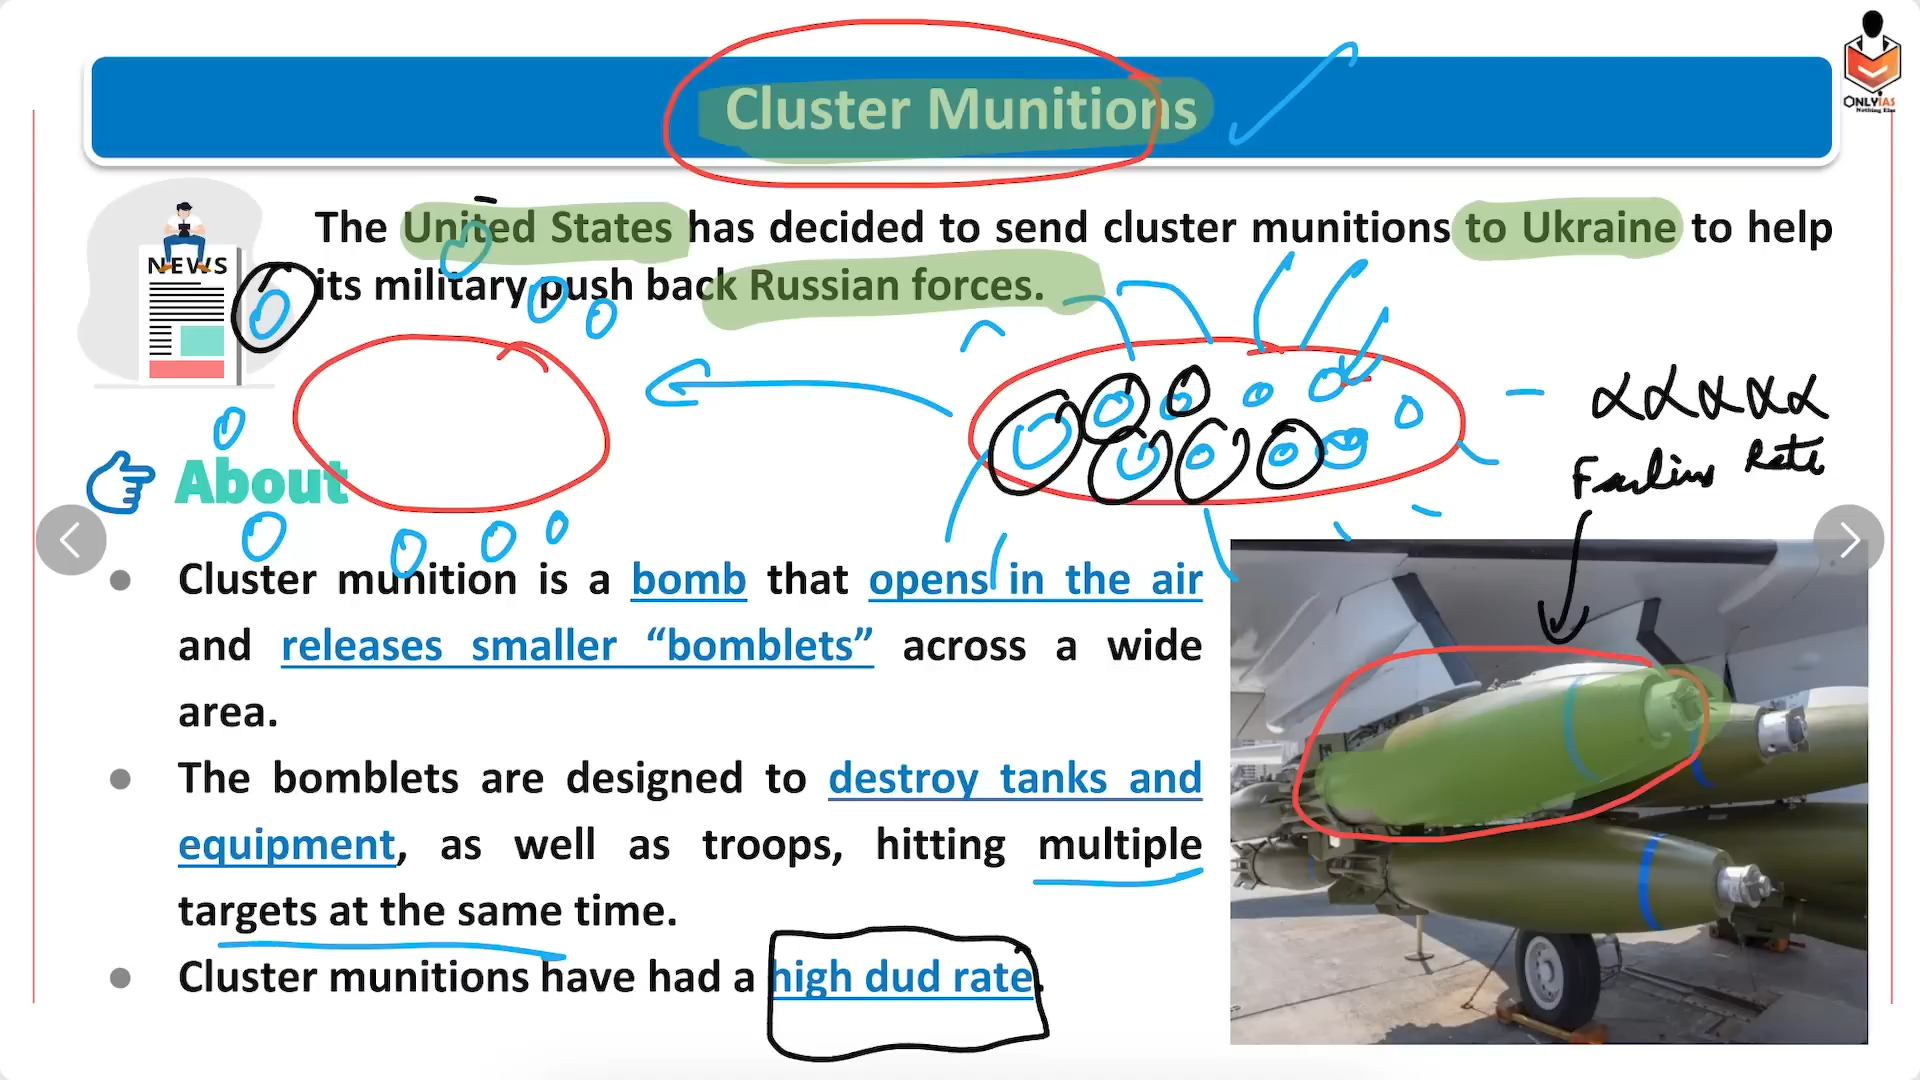 Cluster Munitions
ONLYIAS
Nothing Else
The United States has decided to send cluster munitions to Ukraine to help
its military push back Russian forces.
NEWS
About
Rate
Cluster munition is a bomb that opens in the air
and releases smaller “bomblets” across a wide
area.
The bomblets are designed to destroy tanks and
equipment, as well as troops, hitting multiple
targets at the same time.
Cluster munitions have had a high dud rate.